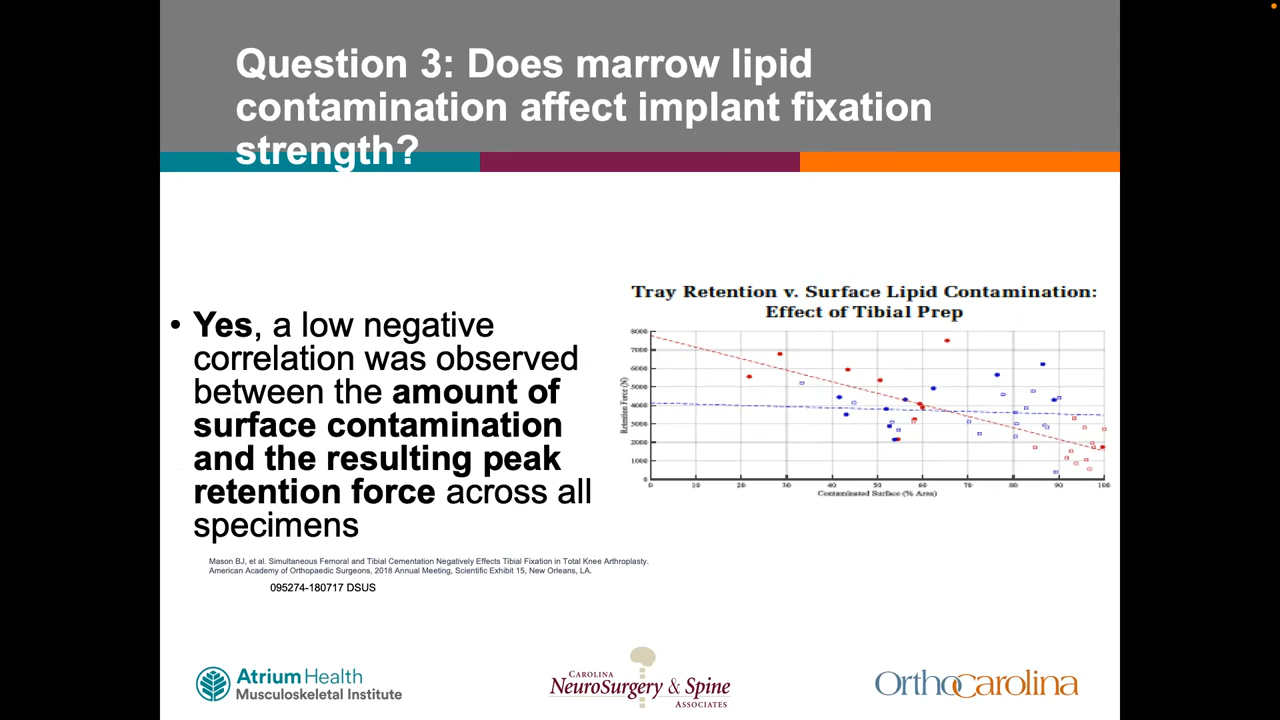 Question 3: Does marrow lipid
contamination affect implant fixation
strength?
• Yes, a low negative
correlation was observed
between the amount of
surface contamination
and the resulting peak
retention force across all
specimens
Tray Retention v. Surface Lipid Contamination:
Effect of Tibial Prep
Retention Force (N)
8000
7000
6000
5000
4000
3000
2000
1000
0
0 10 20 30 40 50 60 70 80 90 100
Contaminated Surface (% Area)
Mason BJ, et al. Simultaneous Femoral and Tibial Cementation Negatively Effects Tibial Fixation in Total Knee Arthroplasty.
American Academy of Orthopaedic Surgeons, 2018 Annual Meeting, Scientific Exhibit 15, New Orleans, LA.
095274-180717 DSUS
Atrium Health
Musculoskeletal Institute
CAROLINA
NEUROSURGERY & SPINE
ASSOCIATES
OrthoCarolina